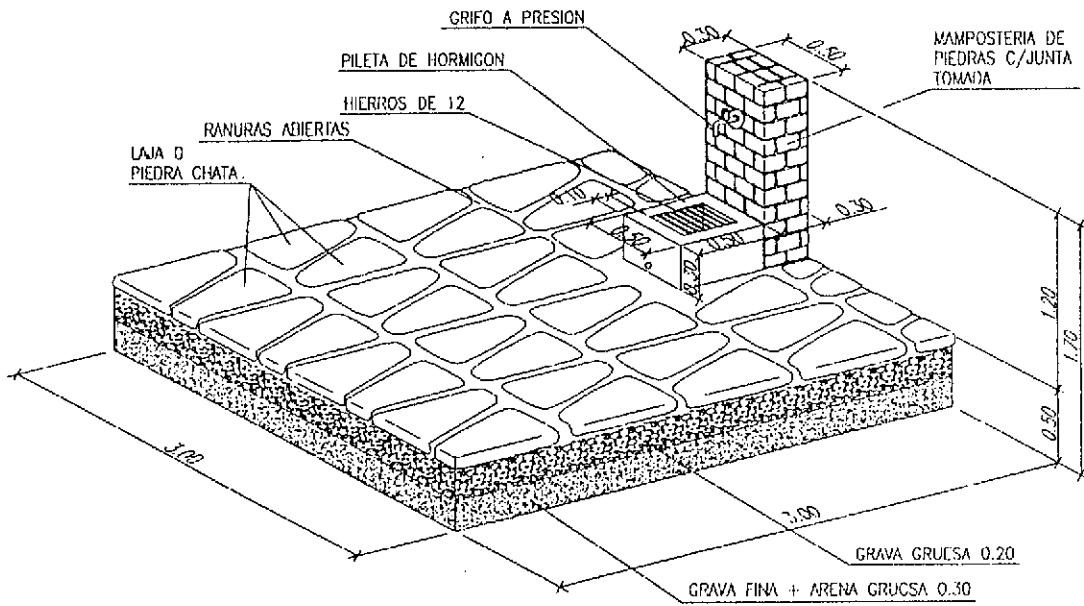 GRIFO A PRESION
PILETA DE HORMIGON
HIERROS DE 12
RANURAS ABIERTAS
LAJA O
PIEDRA CHATA
MAMPOSTERIA DE
PIEDRAS C/JUNTA
TOMADA
0.30
0.50
0.10
0.50
0.50
0.30
0.30
1.20
1.70
0.50
3.00
3.00
GRAVA GRUESA 0.20
GRAVA FINA + ARENA GRUESA 0.30